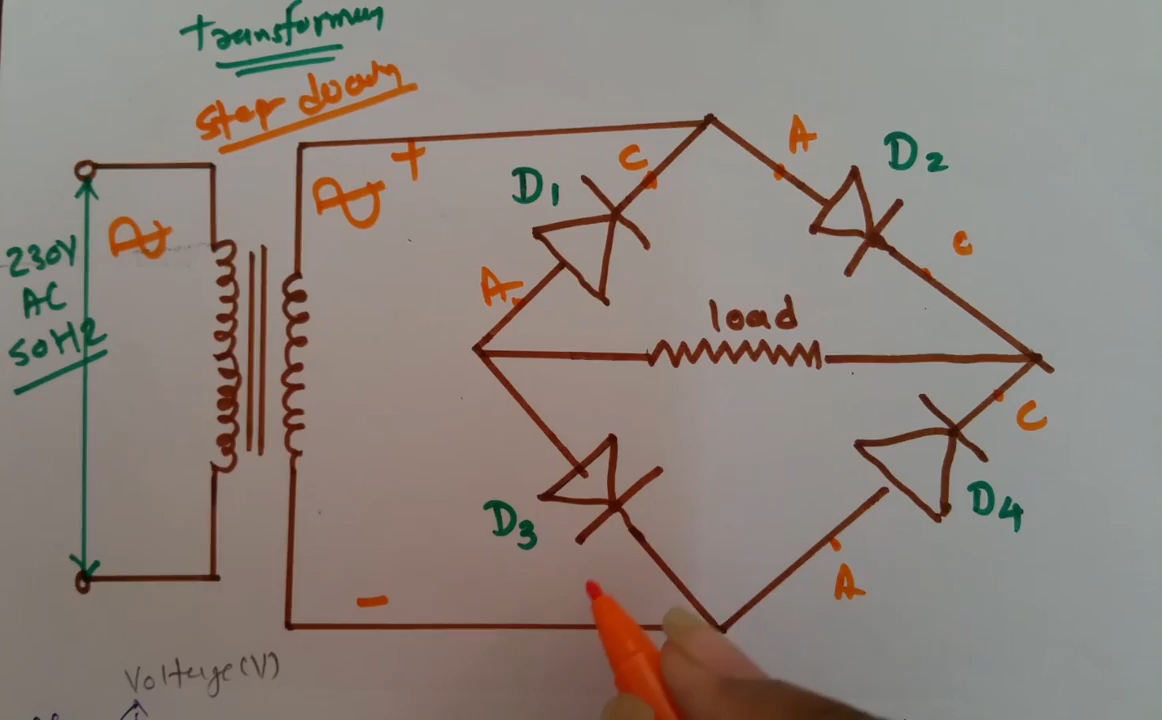 Transformer
Step down
+
C
A
D1
D2
A
C
230V
AC
50HZ
load
C
D3
D4
A
-
Voltage(V)